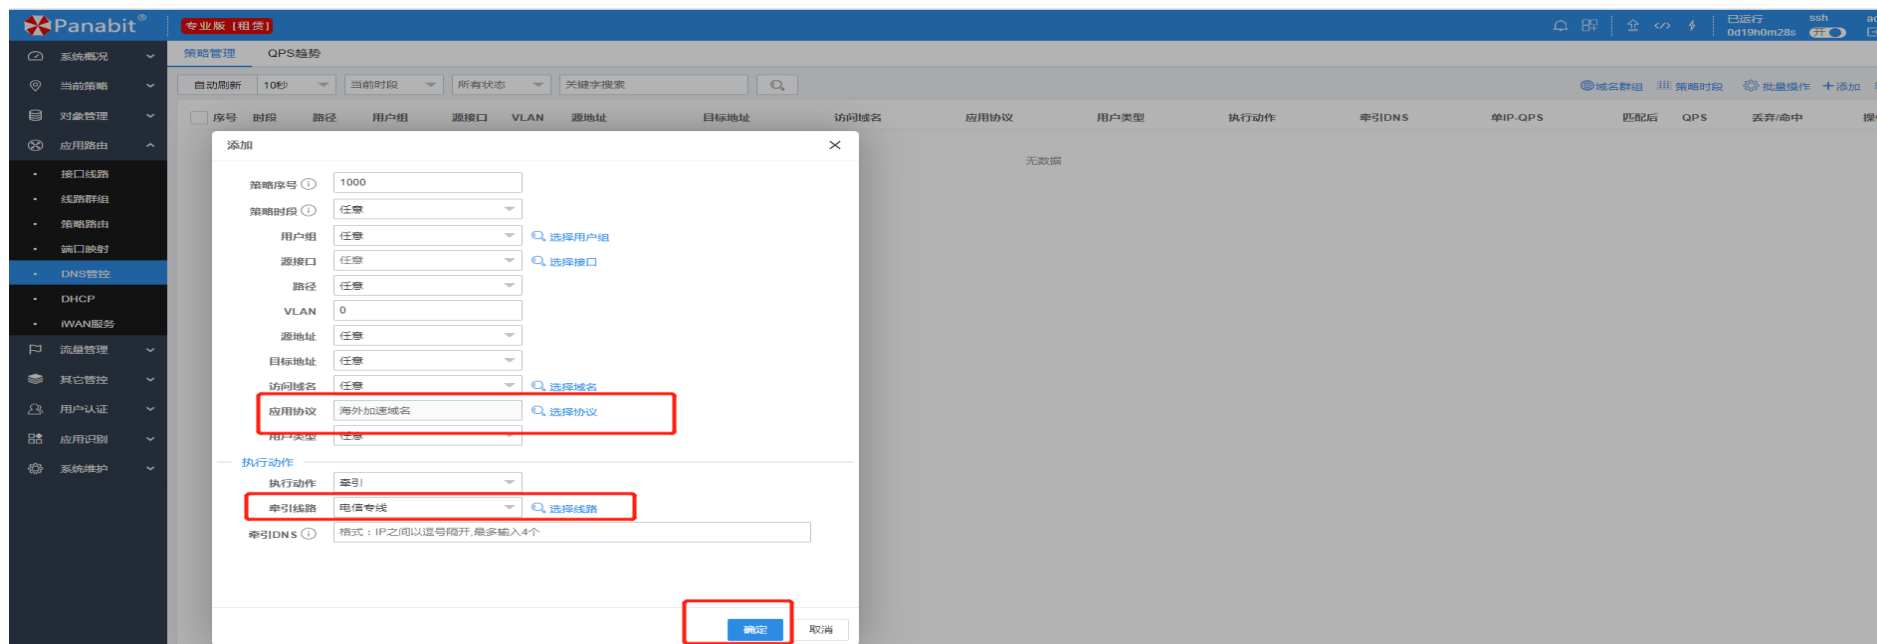 Panabit® 专业版 [租赁] 已运行 ssh
0d19h0m28s 开
系统概况
当前策略
对象管理
应用路由
接口线路
线路群组
策略路由
端口映射
DNS管控
DHCP
iWAN服务
流量管理
其它管控
用户认证
应用识别
系统维护
策略管理 QPS趋势
自动刷新 10秒 当前时段 所有状态 关键字搜索 域名群组 策略时段 批量操作 +添加
序号 时段 路径 用户组 源接口 VLAN 源地址 目标地址 访问域名 应用协议 用户类型 执行动作 牵引DNS 单IP-QPS 匹配后 QPS 丢弃/命中
无数据
添加
策略序号 1000
策略时段 任意
用户组 任意 选择用户组
源接口 任意 选择接口
路径 任意
VLAN 0
源地址 任意
目标地址 任意
访问域名 任意 选择域名
应用协议 海外加速域名 选择协议
用户类型 任意
执行动作
执行动作 牵引
牵引线路 电信专线 选择线路
牵引DNS 格式：IP之间以逗号隔开,最多输入4个
确定 取消